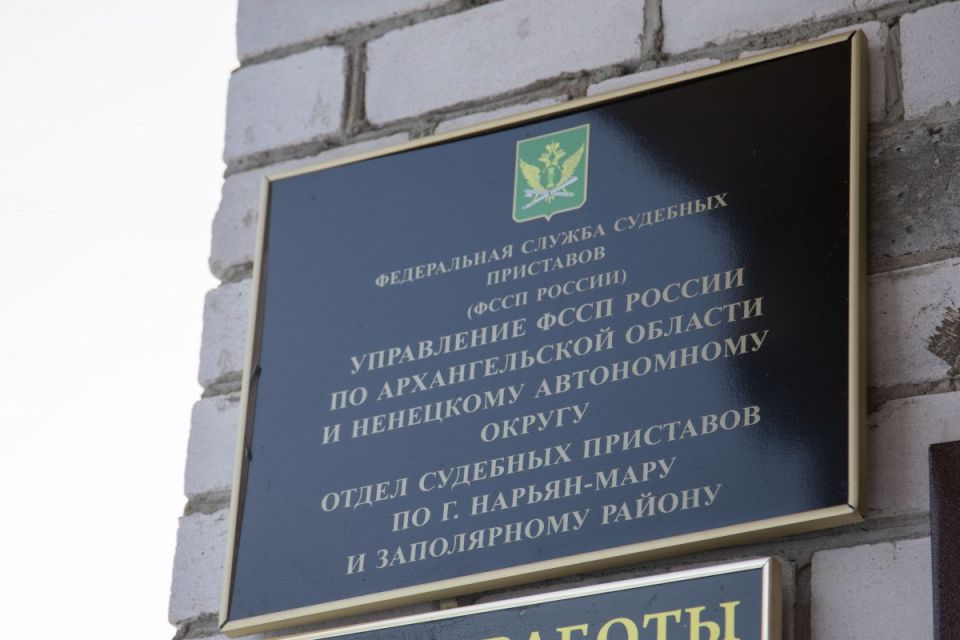 ФЕДЕРАЛЬНАЯ СЛУЖБА СУДЕБНЫХ
ПРИСТАВОВ
(ФССП РОССИИ)
УПРАВЛЕНИЕ ФССП РОССИИ
ПО АРХАНГЕЛЬСКОЙ ОБЛАСТИ
И НЕНЕЦКОМУ АВТОНОМНОМУ
ОКРУГУ
ОТДЕЛ СУДЕБНЫХ ПРИСТАВОВ
ПО Г. НАРЬЯН-МАРУ
И ЗАПОЛЯРНОМУ РАЙОНУ
РАБОТЫ